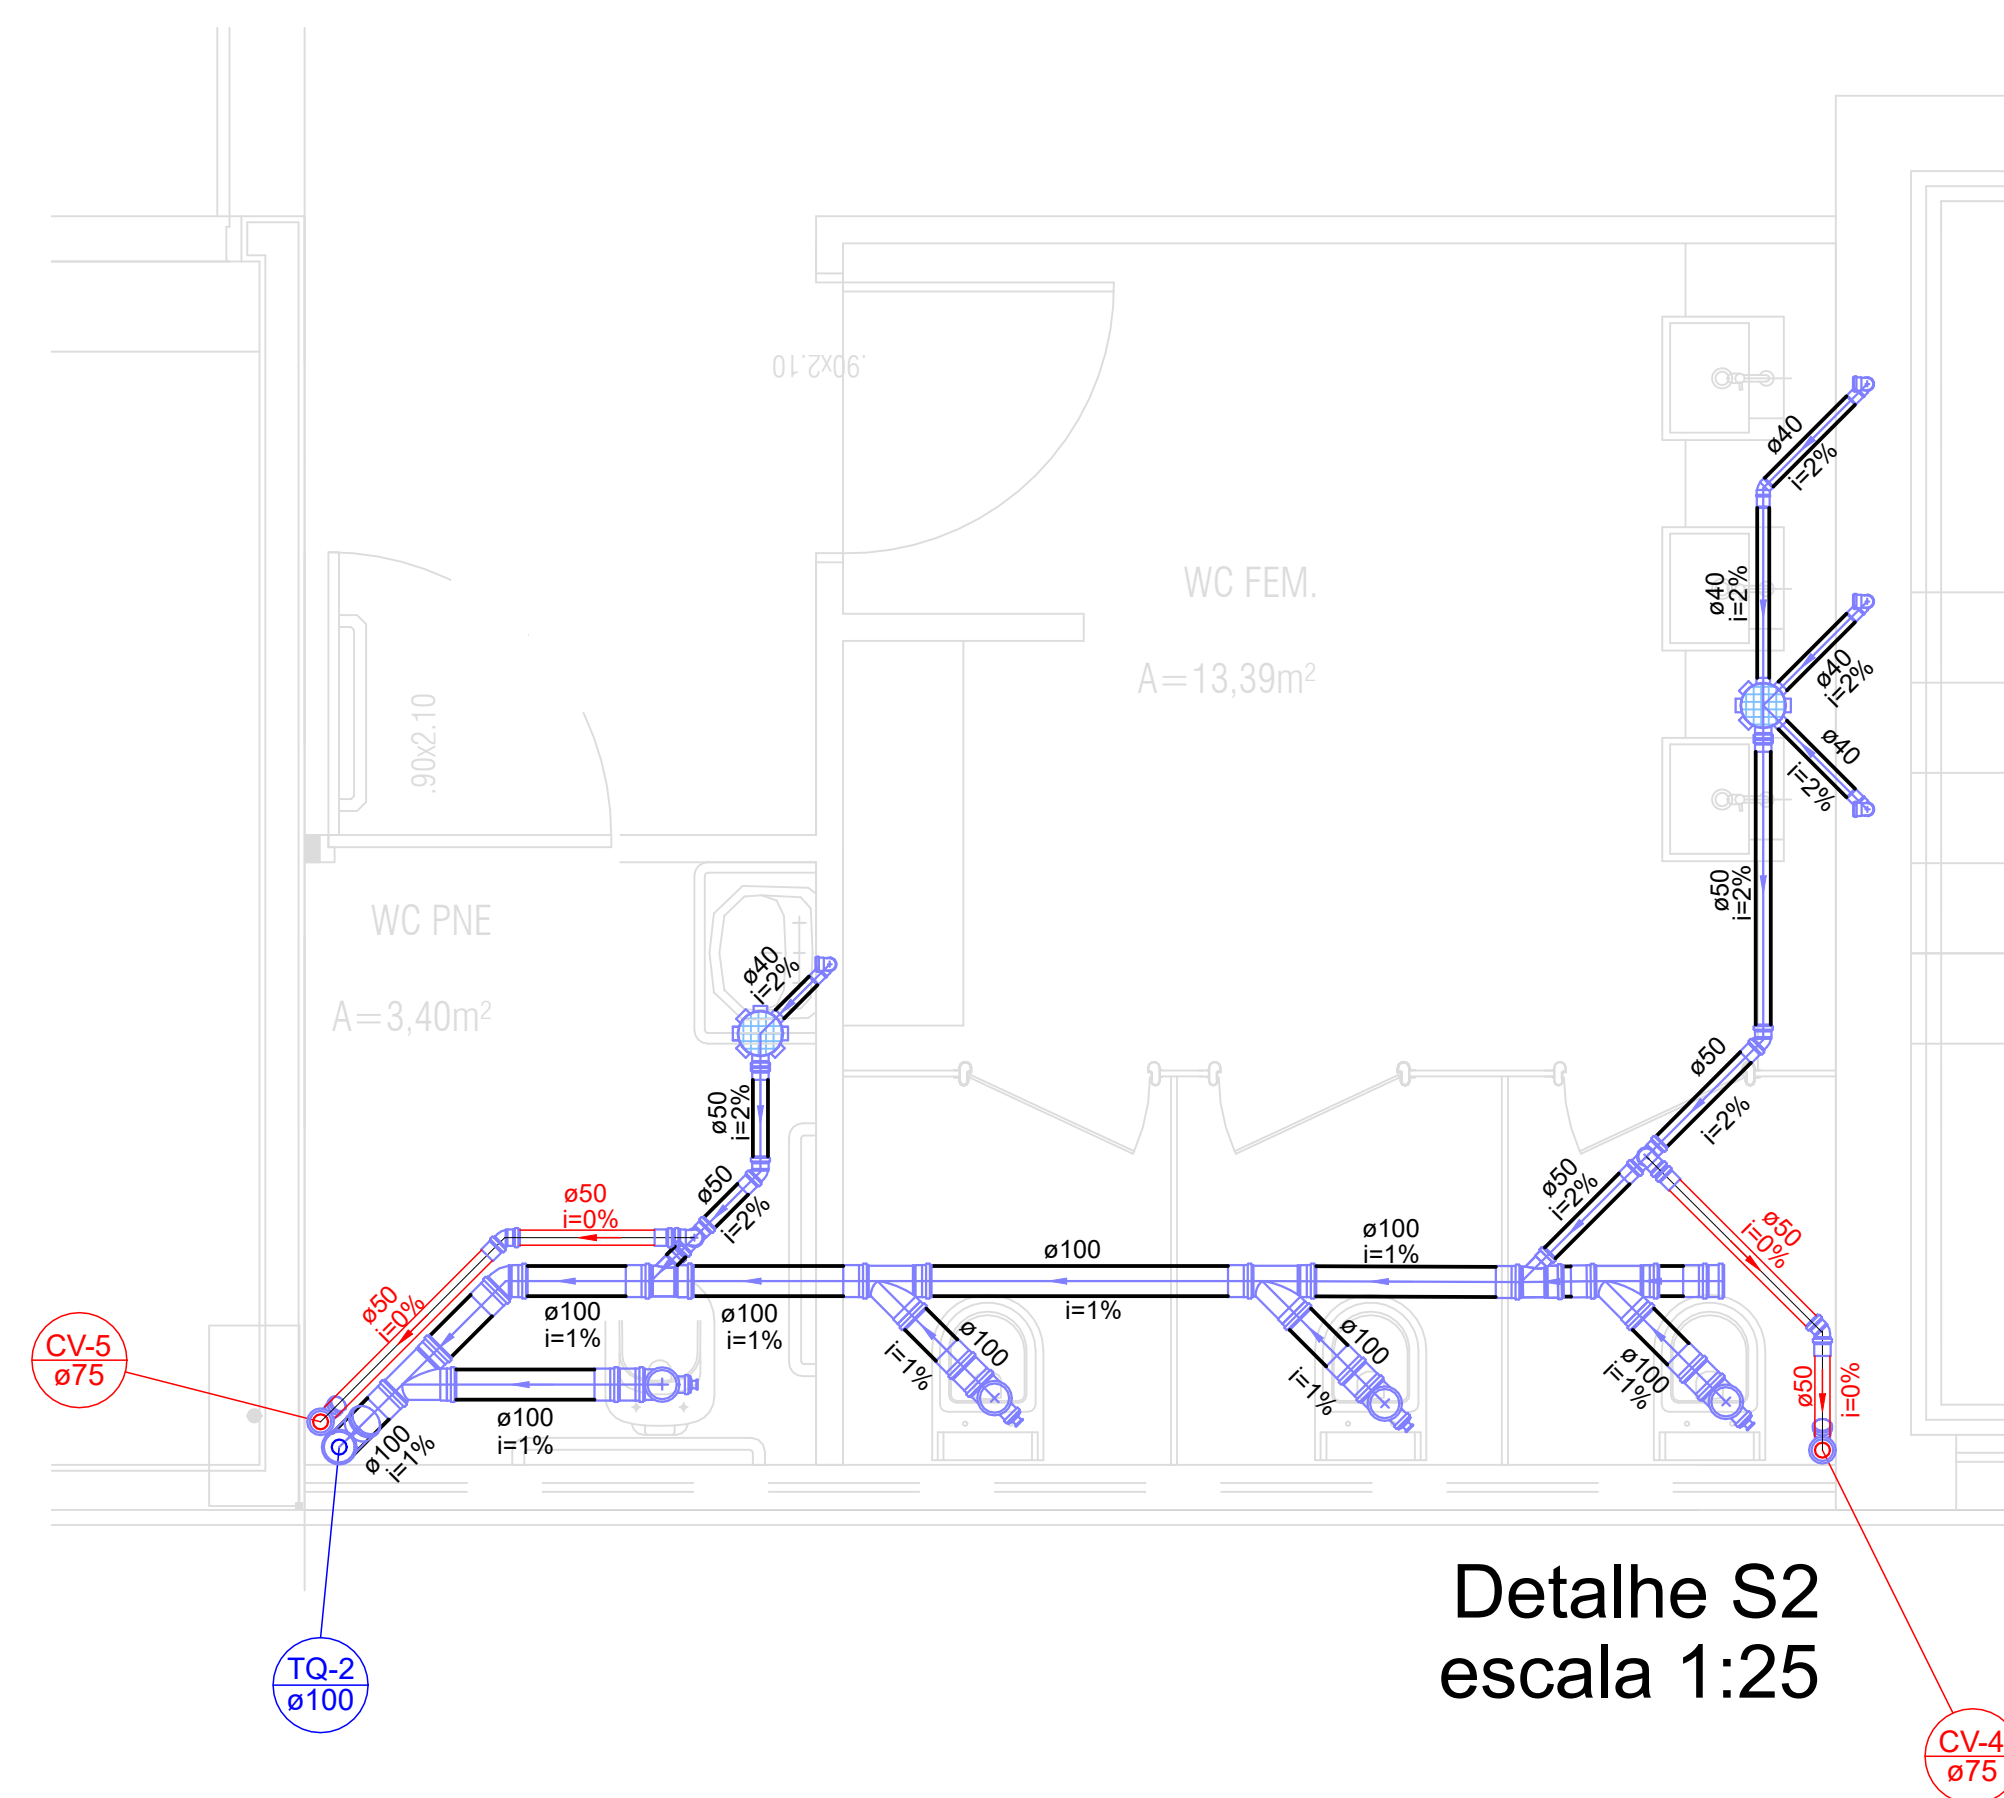 .90x2.10
ø40
i=2%
WC FEM.
A=13,39m²
ø40
i=2%
ø40
i=2%
ø40
i=2%
.90x2.10
ø50
i=2%
WC PNE
A=3,40m²
ø40
i=2%
ø50
i=2%
ø50
i=2%
ø50
i=2%
ø50
i=2%
ø50
i=0%
ø50
i=0%
ø100
i=1%
ø100
i=1%
ø50
i=0%
ø100
i=1%
ø100
i=1%
ø100
i=1%
ø100
i=1%
ø100
i=1%
ø50
i=0%
CV-5
ø75
ø100
i=1%
ø100
i=1%
Detalhe S2
escala 1:25
TQ-2
ø100
CV-4
ø75